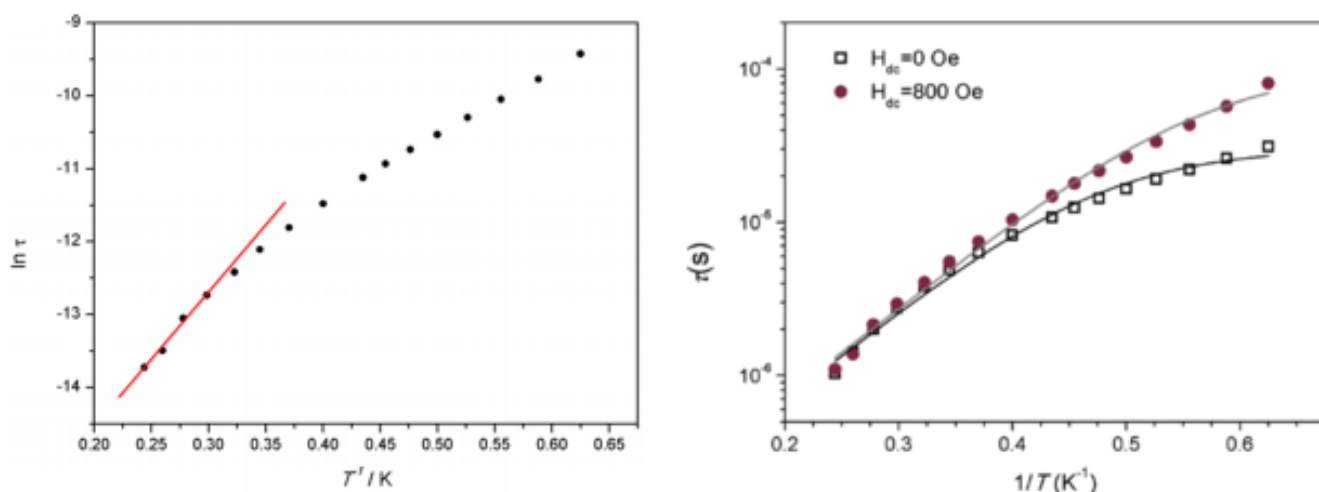 -9
-10
-11
-12
-13
-14
ln τ
0.20 0.25 0.30 0.35 0.40 0.45 0.50 0.55 0.60 0.65
T⁻¹ / K
H_dc=0 Oe
H_dc=800 Oe
10⁻⁴
10⁻⁵
10⁻⁶
τ(s)
0.2 0.3 0.4 0.5 0.6
1/T (K⁻¹)